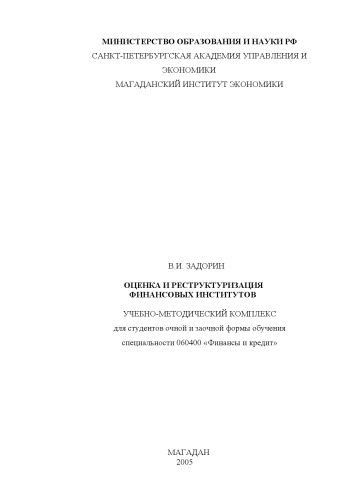 МИНИСТЕРСТВО ОБРАЗОВАНИЯ И НАУКИ РФ
САНКТ-ПЕТЕРБУРГСКАЯ АКАДЕМИЯ УПРАВЛЕНИЯ И
ЭКОНОМИКИ
МАГАДАНСКИЙ ИНСТИТУТ ЭКОНОМИКИ
В.И. ЗАДОРИН
ОЦЕНКА И РЕСТРУКТУРИЗАЦИЯ
ФИНАНСОВЫХ ИНСТИТУТОВ
УЧЕБНО-МЕТОДИЧЕСКИЙ КОМПЛЕКС
для студентов очной и заочной формы обучения
специальности 060400 «Финансы и кредит»
МАГАДАН
2005